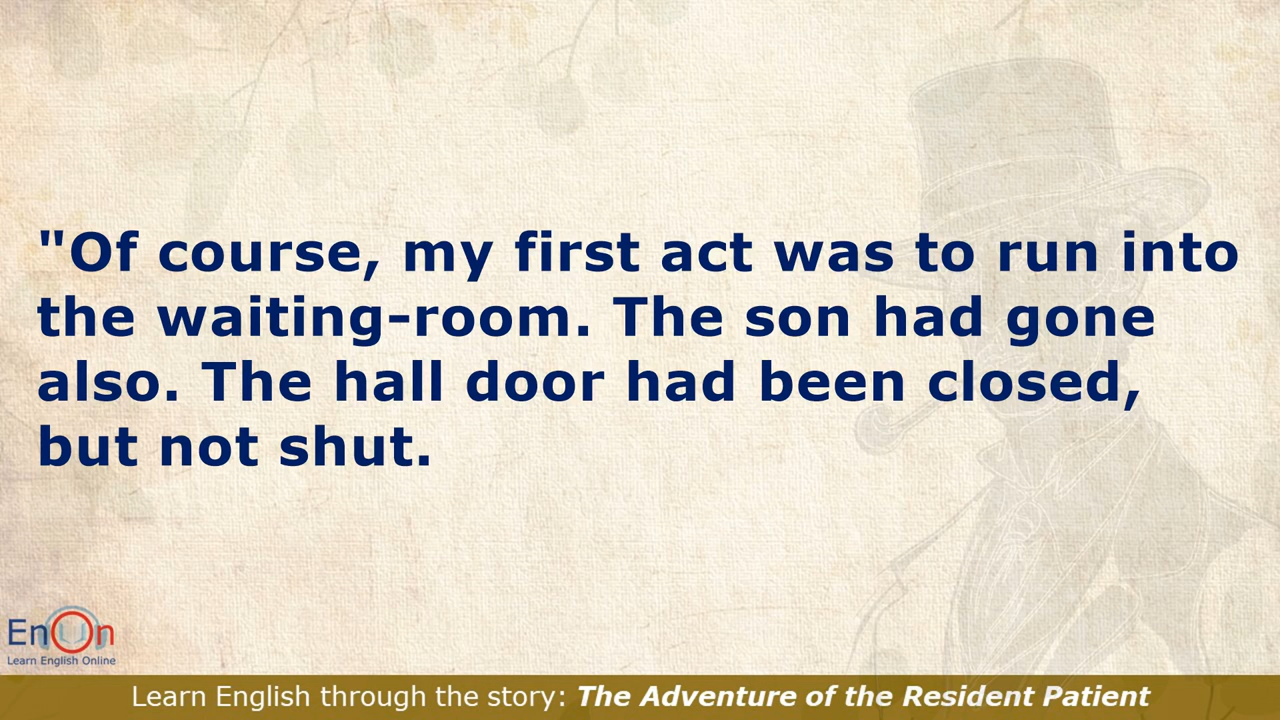 "Of course, my first act was to run into
the waiting-room. The son had gone
also. The hall door had been closed,
but not shut.
EnOn
Learn English Online
Learn English through the story: The Adventure of the Resident Patient